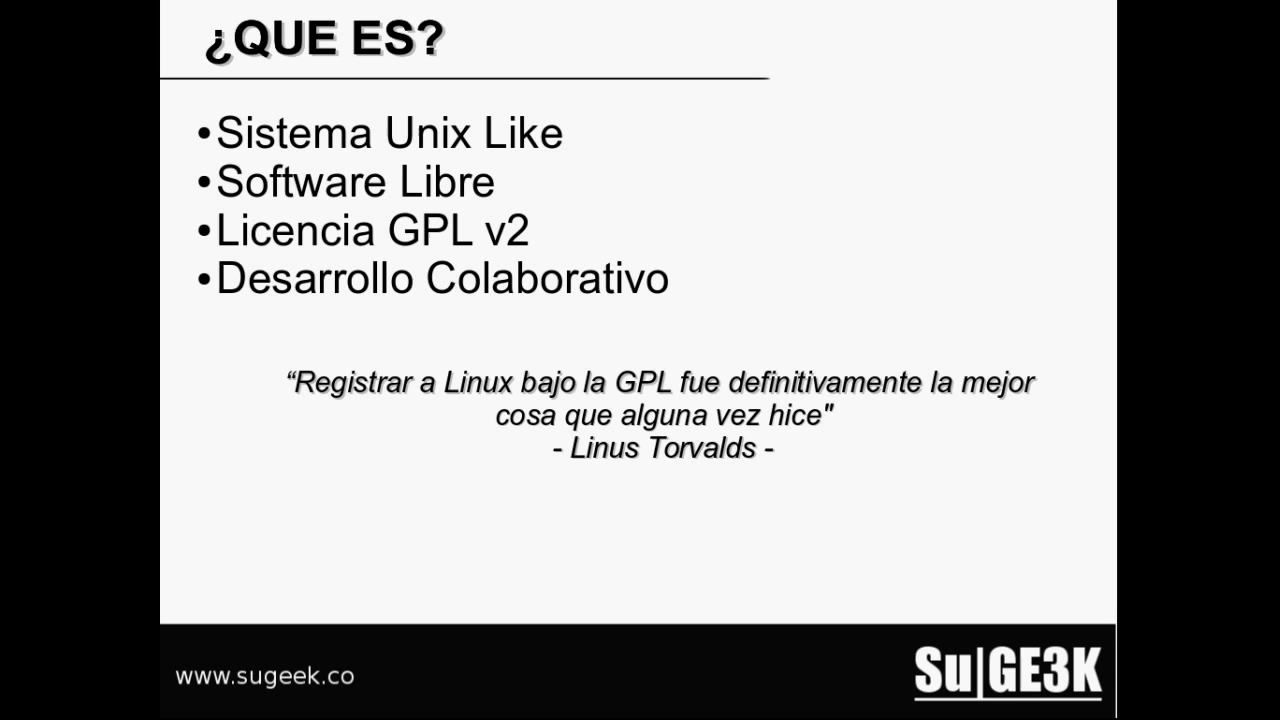 ¿QUE ES?
•Sistema Unix Like
•Software Libre
•Licencia GPL v2
•Desarrollo Colaborativo
“Registrar a Linux bajo la GPL fue definitivamente la mejor
cosa que alguna vez hice"
- Linus Torvalds -
www.sugeek.co
Su|GE3K